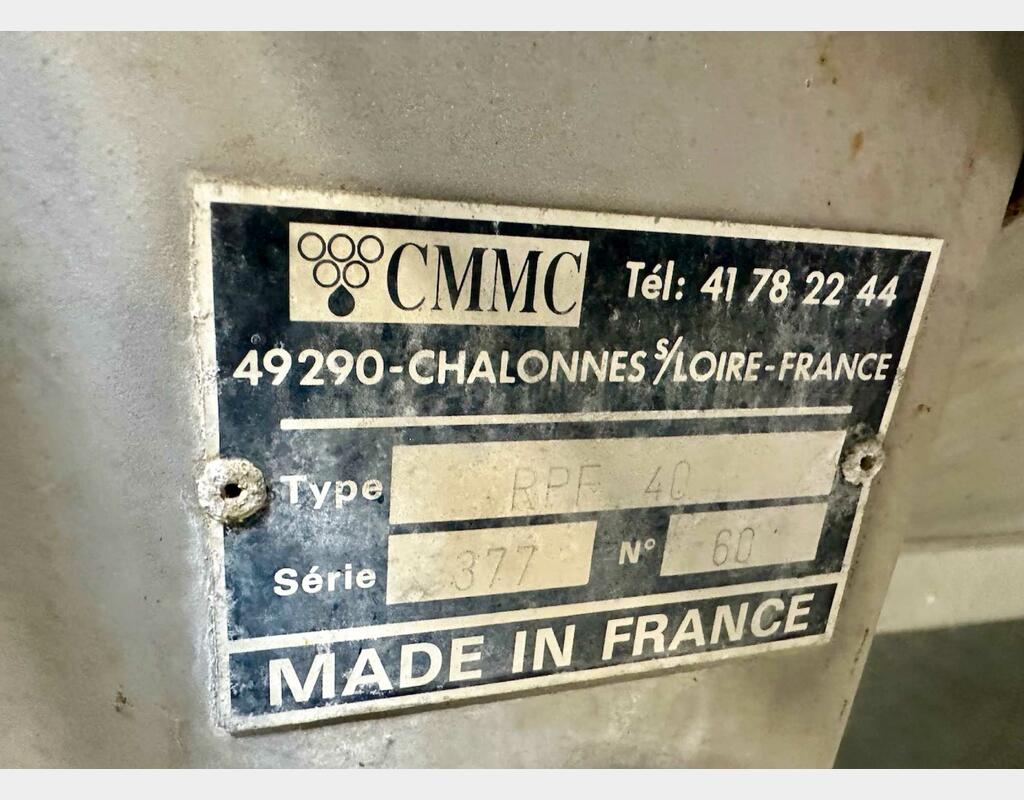 CMMC Tél: 41 78 22 44
49290-CHALONNES S/LOIRE-FRANCE
Type RPF 40
Série 377 N° 60
MADE IN FRANCE